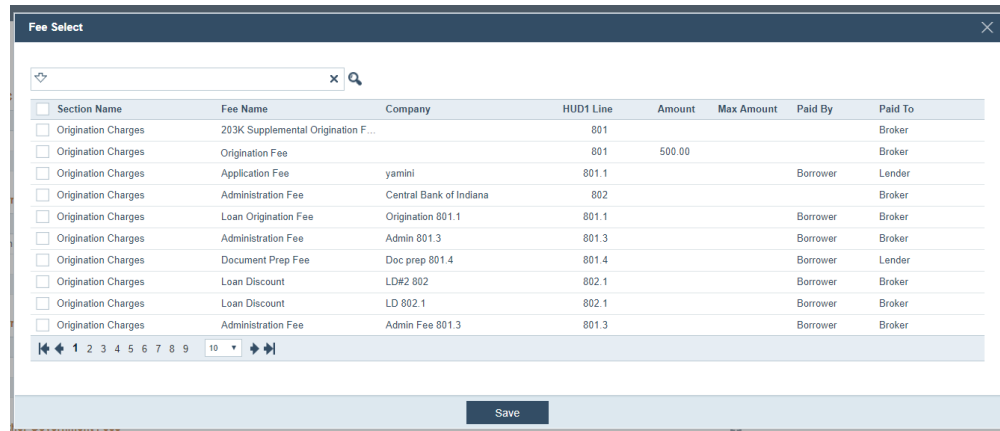 Fee Select
Section Name Fee Name Company HUD1 Line Amount Max Amount Paid By Paid To
Origination Charges 203K Supplemental Origination F... 801 Broker
Origination Charges Origination Fee 801 500.00 Broker
Origination Charges Application Fee yamini 801.1 Borrower Lender
Origination Charges Administration Fee Central Bank of Indiana 802 Broker
Origination Charges Loan Origination Fee Origination 801.1 801.1 Borrower Broker
Origination Charges Administration Fee Admin 801.3 801.3 Borrower Broker
Origination Charges Document Prep Fee Doc prep 801.4 801.4 Borrower Lender
Origination Charges Loan Discount LD#2 802 802.1 Borrower Broker
Origination Charges Loan Discount LD 802.1 802.1 Borrower Broker
Origination Charges Administration Fee Admin Fee 801.3 801.3 Borrower Broker
1 2 3 4 5 6 7 8 9 10
Save